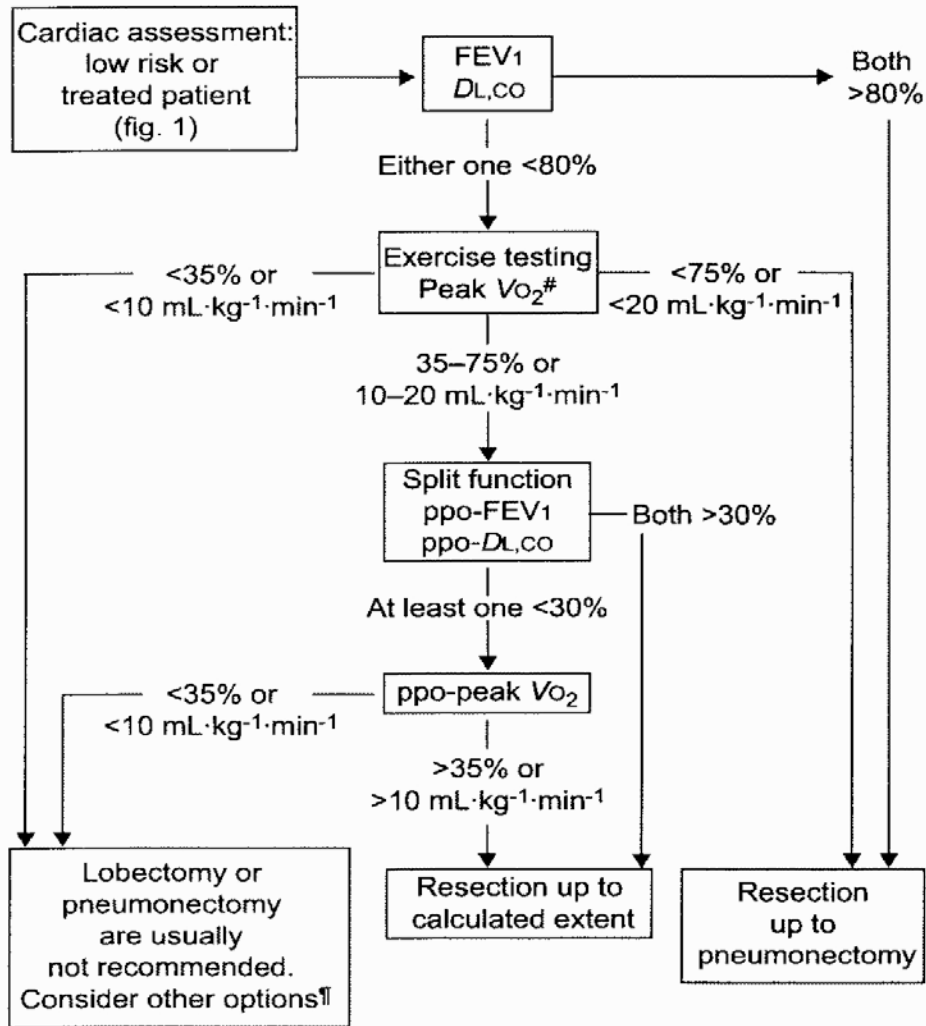 Cardiac assessment:
low risk or
treated patient
(fig. 1)
FEV1
DL,CO
Both
>80%
Either one <80%
Exercise testing
Peak VO2#
<35% or
<10 mL·kg-1·min-1
<75% or
<20 mL·kg-1·min-1
35–75% or
10–20 mL·kg-1·min-1
Split function
ppo-FEV1
ppo-DL,CO
Both >30%
At least one <30%
ppo-peak VO2
<35% or
<10 mL·kg-1·min-1
>35% or
>10 mL·kg-1·min-1
Lobectomy or
pneumonectomy
are usually
not recommended.
Consider other options¶
Resection up to
calculated extent
Resection
up to
pneumonectomy